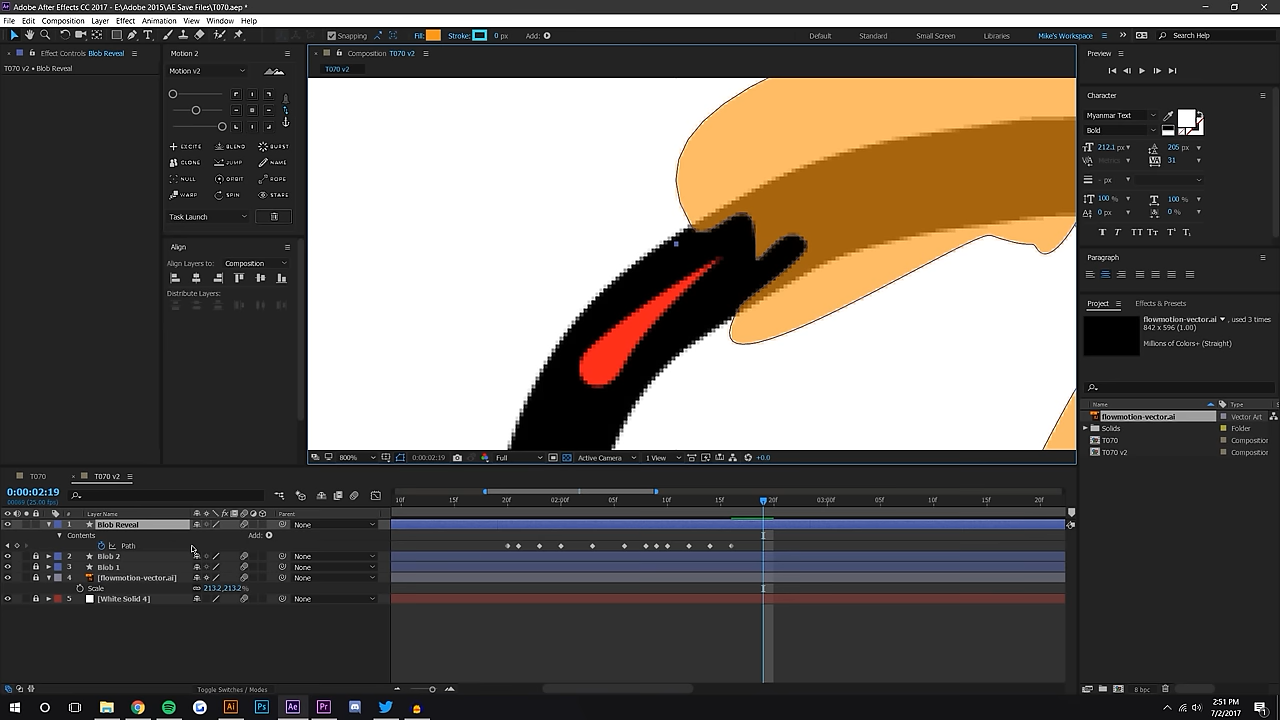 Adobe After Effects CC 2017 - E:\Adobe 2015\AE Save Files\T070.aep *
File Edit Composition Layer Effect Animation View Window Help
Snapping Fill: Stroke: 0 px Add: Default Standard Small Screen Libraries Mike's Workspace Search Help
Effect Controls Blob Reveal
T070 v2 • Blob Reveal
Motion 2
Motion v2
BLEND BURST
CLONE JUMP NAME
NULL ORBIT ROPE
WARP SPIN STARE
Task Launch
Align
Align Layers to: Composition
Distribute Layers:
Composition T070 v2
T070 v2
800% 0:00:02:19 Full Active Camera 1 View +0.0
Preview
Character
Myanmar Text
Bold
212.1 px 205 px
Metrics 31
- px
100 % 100 %
0 px 0 %
Paragraph
Project Effects & Presets
flowmotion-vector.ai , used 3 times
842 x 596 (1.00)
Millions of Colors+ (Straight)
Name Type
flowmotion-vector.ai Vector Art
Solids Folder
T070 Composition
T070 v2 Composition
8 bpc
T070 T070 v2
0:00:02:19
00069 (25.00 fps)
# Layer Name Parent
1 Blob Reveal None
Contents Add:
Path
2 Blob 2 None
3 Blob 1 None
4 [flowmotion-vector.ai] None
Scale 213.2,213.2%
5 [White Solid 4] None
10f 15f 20f 02:00f 05f 10f 15f 20f 03:00f 05f 10f 15f 20f
Toggle Switches / Modes
2:51 PM
7/2/2017